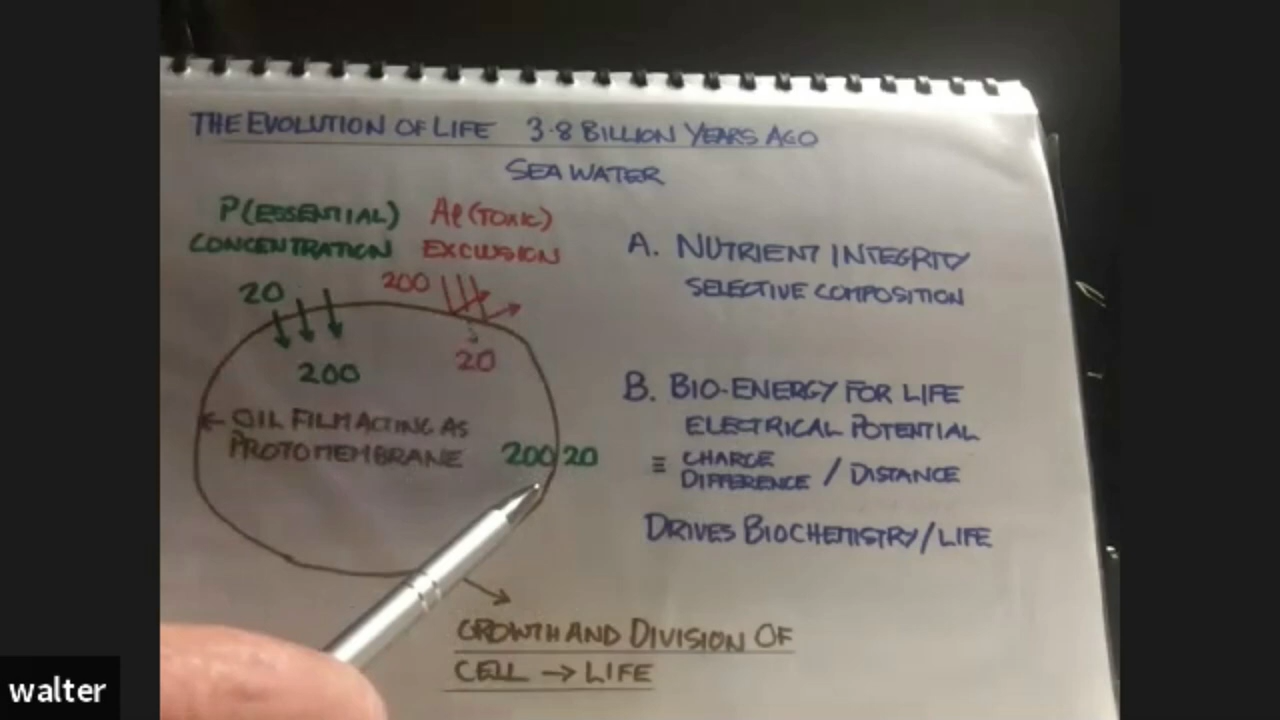 THE EVOLUTION OF LIFE 3.8 BILLION YEARS AGO
SEA WATER
P(ESSENTIAL) Al(TOXIC)
CONCENTRATION EXCLUSION
20 200
200 20
← OIL FILM ACTING AS
PROTOMEMBRANE
200 20
GROWTH AND DIVISION OF
CELL → LIFE
A. NUTRIENT INTEGRITY
SELECTIVE COMPOSITION
B. BIO-ENERGY FOR LIFE
ELECTRICAL POTENTIAL
≡ CHARGE
DIFFERENCE / DISTANCE
DRIVES BIOCHEMISTRY/LIFE
walter